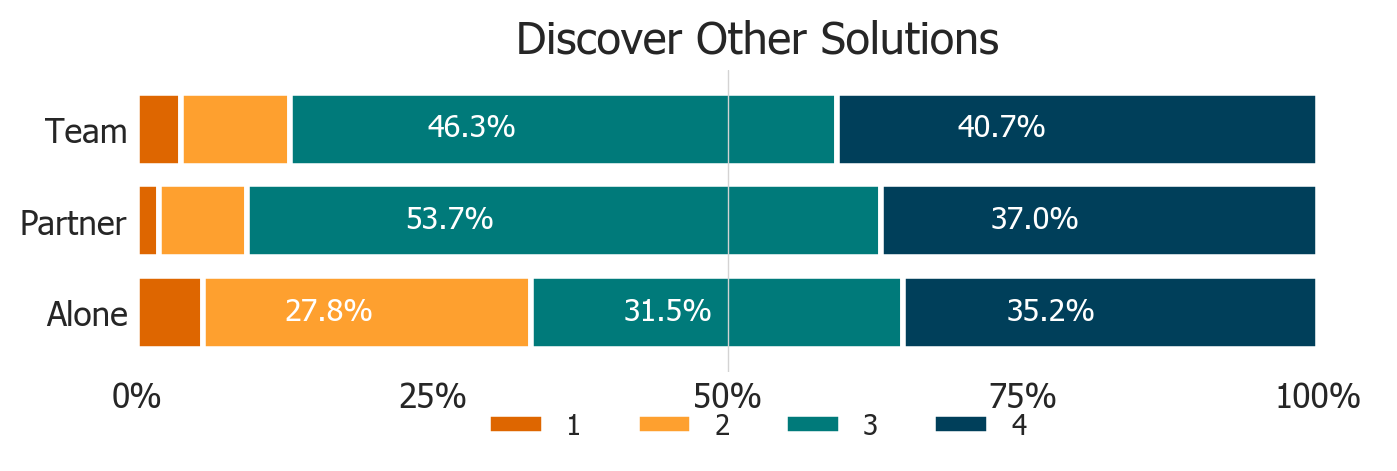 Discover Other Solutions
Team 46.3% 40.7%
Partner 53.7% 37.0%
Alone 27.8% 31.5% 35.2%
0% 25% 50% 75% 100%
1 2 3 4